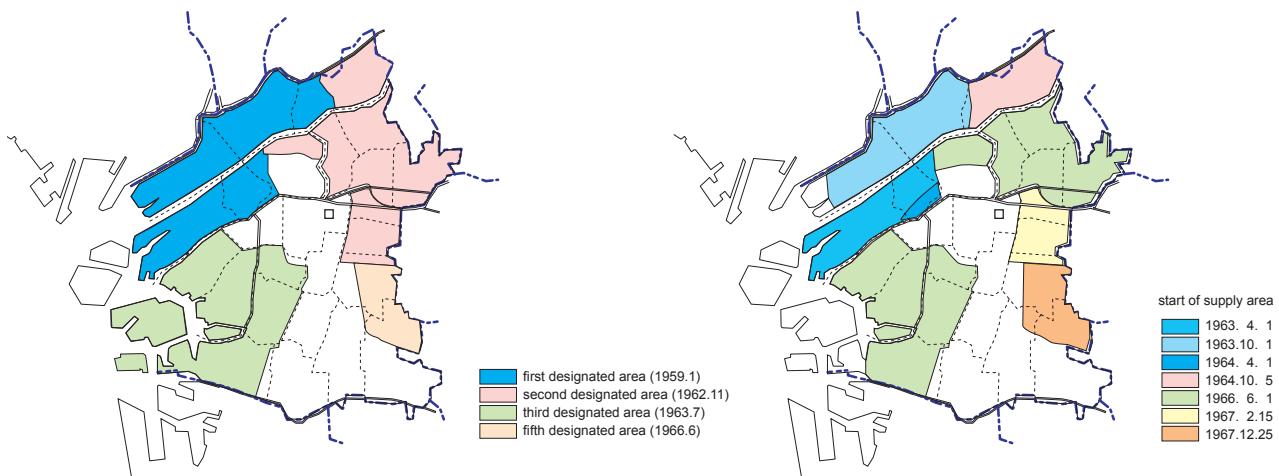 first designated area (1959.1)
second designated area (1962.11)
third designated area (1963.7)
fifth designated area (1966.6)
start of supply area
1963. 4. 1
1963.10. 1
1964. 4. 1
1964.10. 5
1966. 6. 1
1967. 2.15
1967.12.25